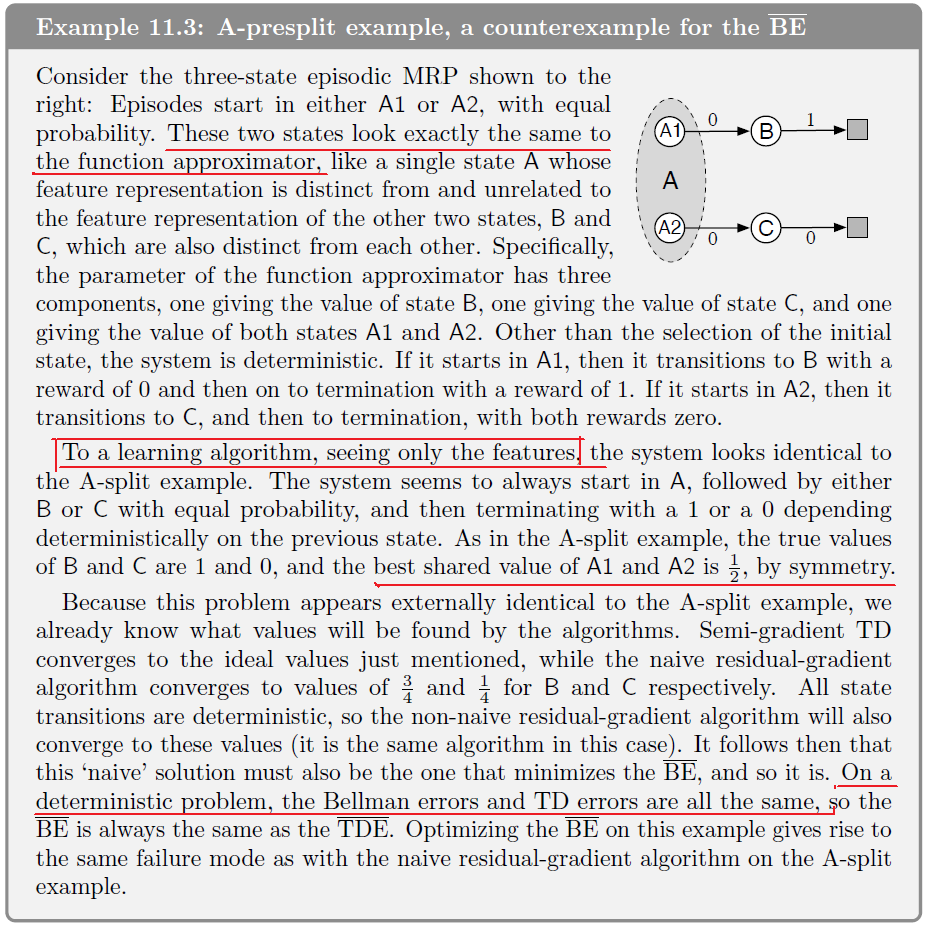 Example 11.3: A-presplit example, a counterexample for the B̅E̅
Consider the three-state episodic MRP shown to the
right: Episodes start in either A1 or A2, with equal
probability. These two states look exactly the same to
the function approximator, like a single state A whose
feature representation is distinct from and unrelated to
the feature representation of the other two states, B and
C, which are also distinct from each other. Specifically,
the parameter of the function approximator has three
components, one giving the value of state B, one giving the value of state C, and one
giving the value of both states A1 and A2. Other than the selection of the initial
state, the system is deterministic. If it starts in A1, then it transitions to B with a
reward of 0 and then on to termination with a reward of 1. If it starts in A2, then it
transitions to C, and then to termination, with both rewards zero.
To a learning algorithm, seeing only the features, the system looks identical to
the A-split example. The system seems to always start in A, followed by either
B or C with equal probability, and then terminating with a 1 or a 0 depending
deterministically on the previous state. As in the A-split example, the true values
of B and C are 1 and 0, and the best shared value of A1 and A2 is 1/2, by symmetry.
Because this problem appears externally identical to the A-split example, we
already know what values will be found by the algorithms. Semi-gradient TD
converges to the ideal values just mentioned, while the naive residual-gradient
algorithm converges to values of 3/4 and 1/4 for B and C respectively. All state
transitions are deterministic, so the non-naive residual-gradient algorithm will also
converge to these values (it is the same algorithm in this case). It follows then that
this ‘naive’ solution must also be the one that minimizes the B̅E̅, and so it is. On a
deterministic problem, the Bellman errors and TD errors are all the same, so the
B̅E̅ is always the same as the T̅D̅E̅. Optimizing the B̅E̅ on this example gives rise to
the same failure mode as with the naive residual-gradient algorithm on the A-split
example.
A1 0 B 1
A
A2 0 C 0